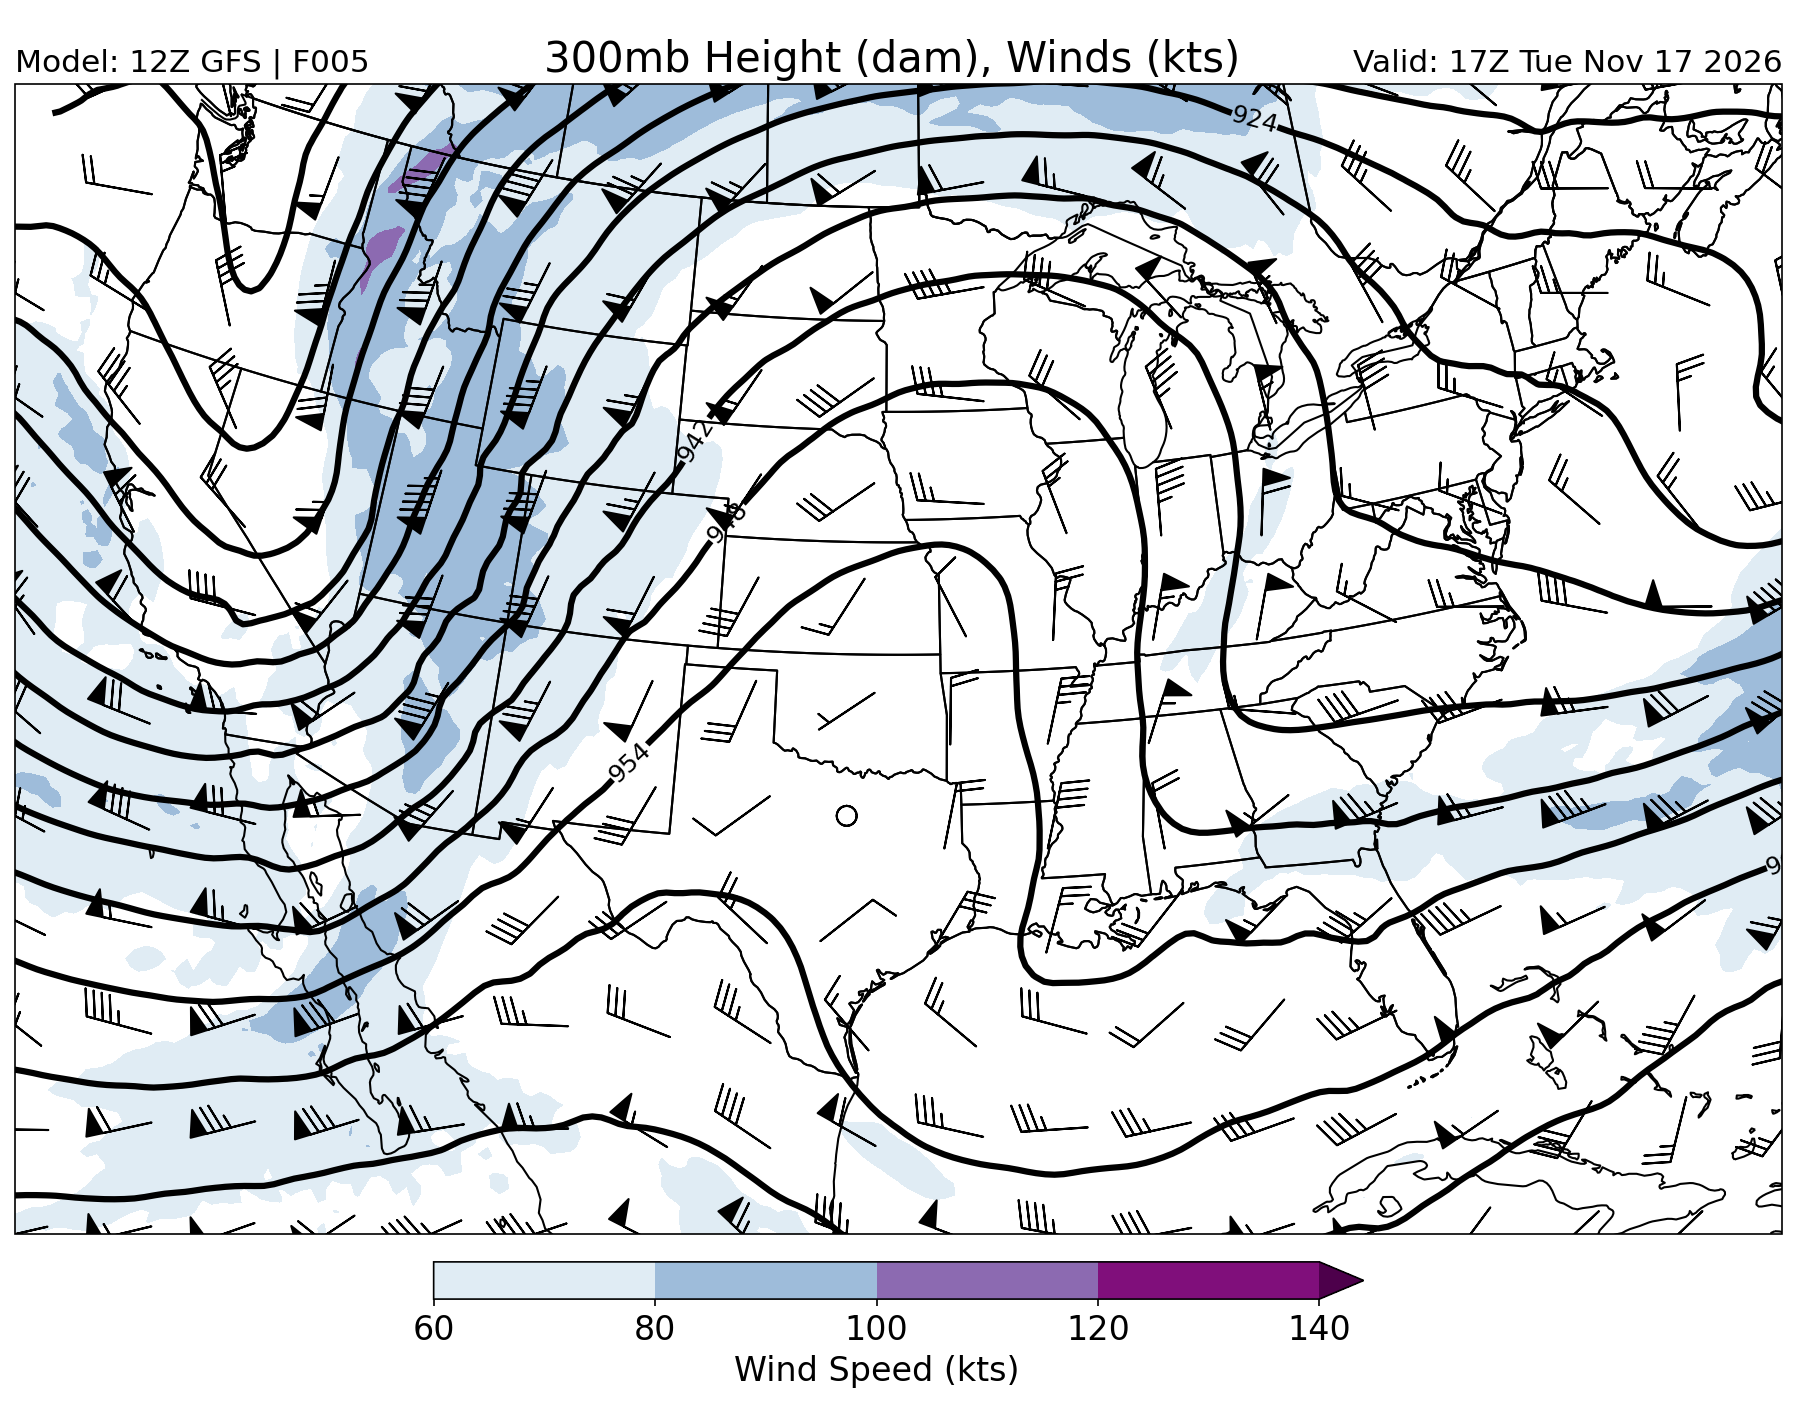 Model: 12Z GFS | F005
300mb Height (dam), Winds (kts)
Valid: 17Z Tue Nov 17 2026
924
942
948
954
9
60 80 100 120 140
Wind Speed (kts)